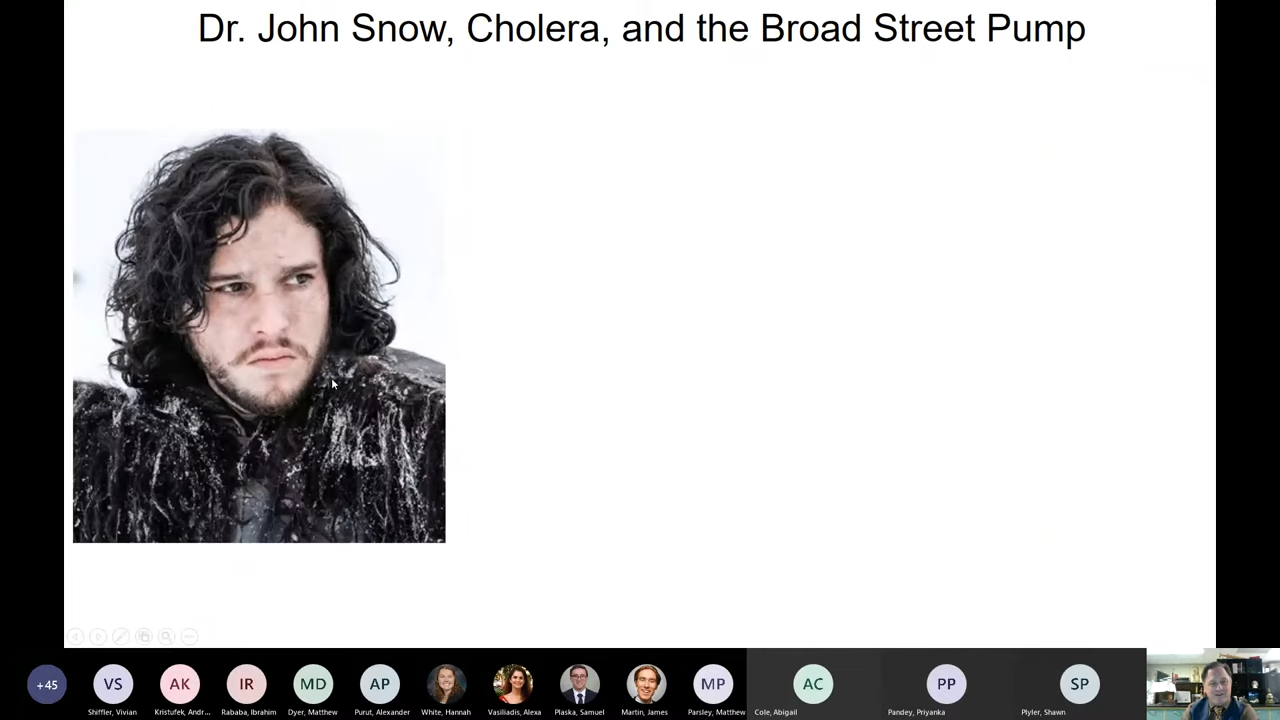 Dr. John Snow, Cholera, and the Broad Street Pump
+45
VS
AK
IR
MD
AP
MP
AC
PP
SP
Shiffler, Vivian
Kristufek, Andr...
Rababa, Ibrahim
Dyer, Matthew
Purut, Alexander
White, Hannah
Vasiliadis, Alexa
Plaska, Samuel
Martin, James
Parsley, Matthew
Cole, Abigail
Pandey, Priyanka
Plyler, Shawn